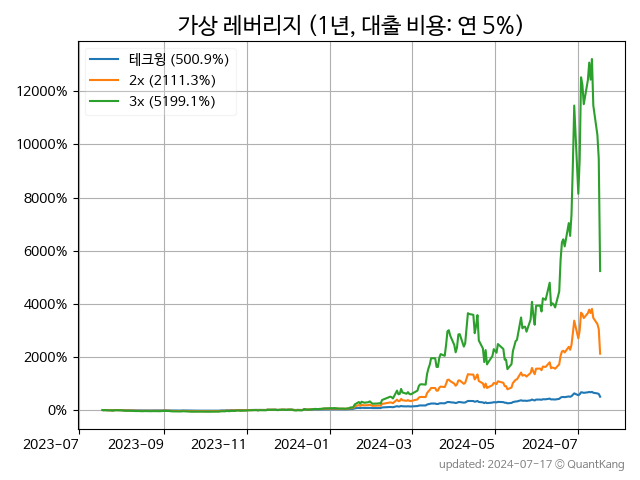 가상 레버리지 (1년, 대출 비용: 연 5%)
테크윙 (500.9%)
2x (2111.3%)
3x (5199.1%)
12000%
10000%
8000%
6000%
4000%
2000%
0%
2023-07 2023-09 2023-11 2024-01 2024-03 2024-05 2024-07
updated: 2024-07-17 © QuantKang